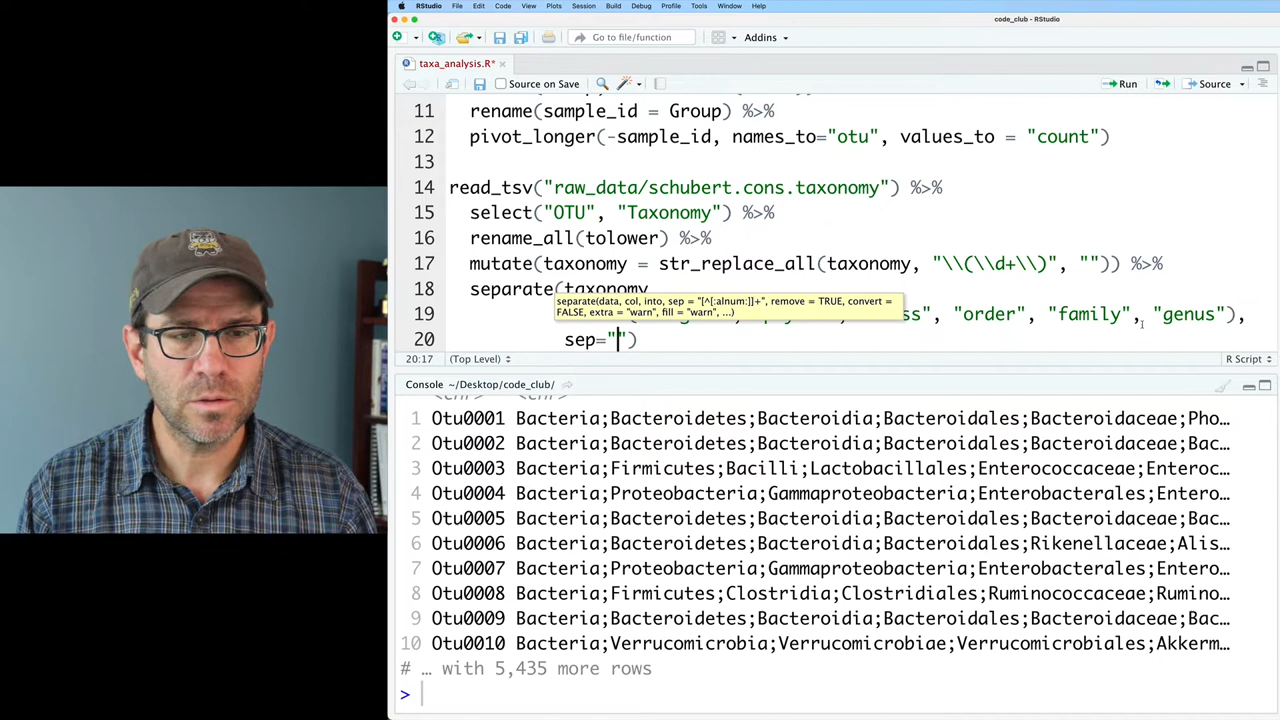 RStudio File Edit Code View Plots Session Build Debug Profile Tools Window Help
code_club - RStudio
Go to file/function
Addins
taxa_analysis.R*
Source on Save
Run
Source
11 rename(sample_id = Group) %>%
12 pivot_longer(-sample_id, names_to="otu", values_to = "count")
13
14 read_tsv("raw_data/schubert.cons.taxonomy") %>%
15 select("OTU", "Taxonomy") %>%
16 rename_all(tolower) %>%
17 mutate(taxonomy = str_replace_all(taxonomy, "\\(\\d+\\)", "")) %>%
18 separate(taxonomy
separate(data, col, into, sep = "[^[:alnum:]]+", remove = TRUE, convert =
FALSE, extra = "warn", fill = "warn", ...)
19 ss", "order", "family", "genus"),
20 sep="")
20:17 (Top Level) R Script
Console ~/Desktop/code_club/
<chr> <chr>
1 Otu0001 Bacteria;Bacteroidetes;Bacteroidia;Bacteroidales;Bacteroidaceae;Pho…
2 Otu0002 Bacteria;Bacteroidetes;Bacteroidia;Bacteroidales;Bacteroidaceae;Bac…
3 Otu0003 Bacteria;Firmicutes;Bacilli;Lactobacillales;Enterococcaceae;Enteroc…
4 Otu0004 Bacteria;Proteobacteria;Gammaproteobacteria;Enterobacterales;Entero…
5 Otu0005 Bacteria;Bacteroidetes;Bacteroidia;Bacteroidales;Bacteroidaceae;Bac…
6 Otu0006 Bacteria;Bacteroidetes;Bacteroidia;Bacteroidales;Rikenellaceae;Alis…
7 Otu0007 Bacteria;Proteobacteria;Gammaproteobacteria;Enterobacterales;Entero…
8 Otu0008 Bacteria;Firmicutes;Clostridia;Clostridiales;Ruminococcaceae;Rumino…
9 Otu0009 Bacteria;Bacteroidetes;Bacteroidia;Bacteroidales;Bacteroidaceae;Bac…
10 Otu0010 Bacteria;Verrucomicrobia;Verrucomicrobiae;Verrucomicrobiales;Akkerm…
# … with 5,435 more rows
>